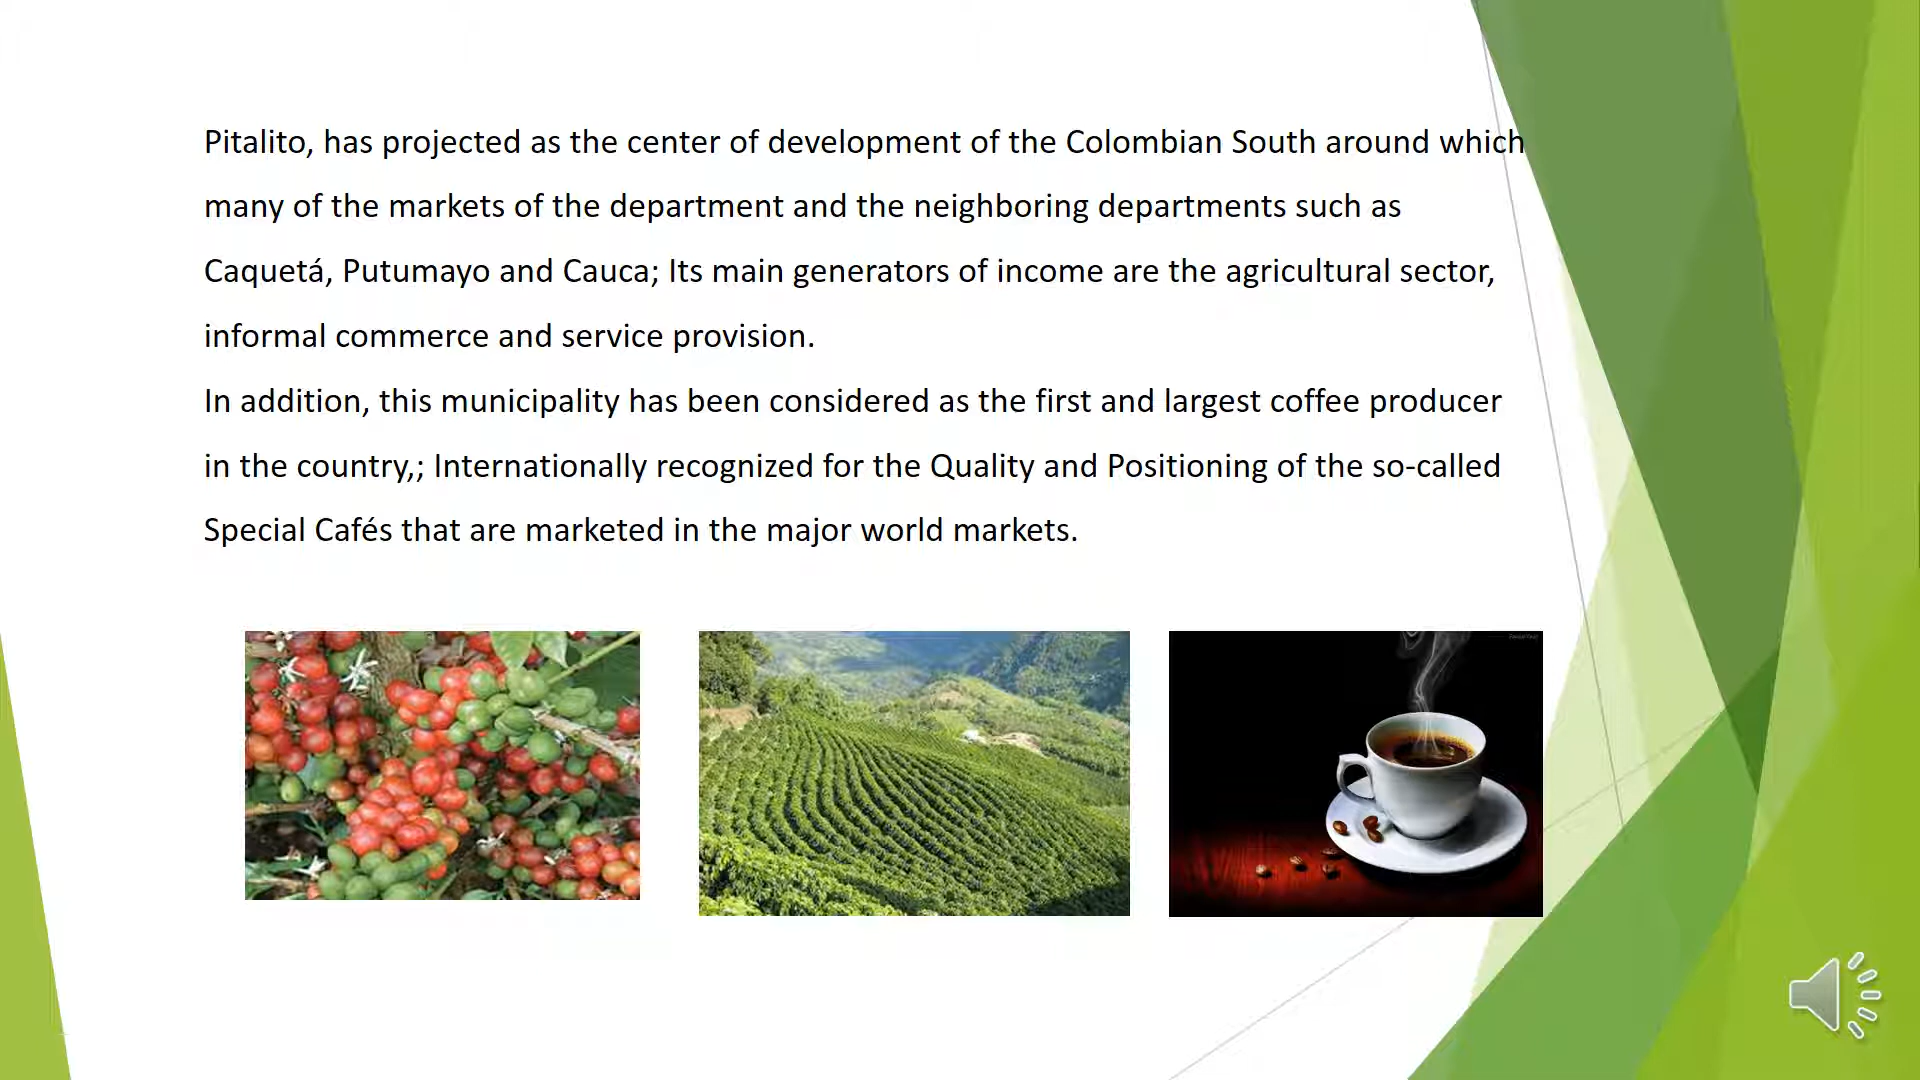 Pitalito, has projected as the center of development of the Colombian South around which
many of the markets of the department and the neighboring departments such as
Caquetá, Putumayo and Cauca; Its main generators of income are the agricultural sector,
informal commerce and service provision.
In addition, this municipality has been considered as the first and largest coffee producer
in the country,; Internationally recognized for the Quality and Positioning of the so-called
Special Cafés that are marketed in the major world markets.